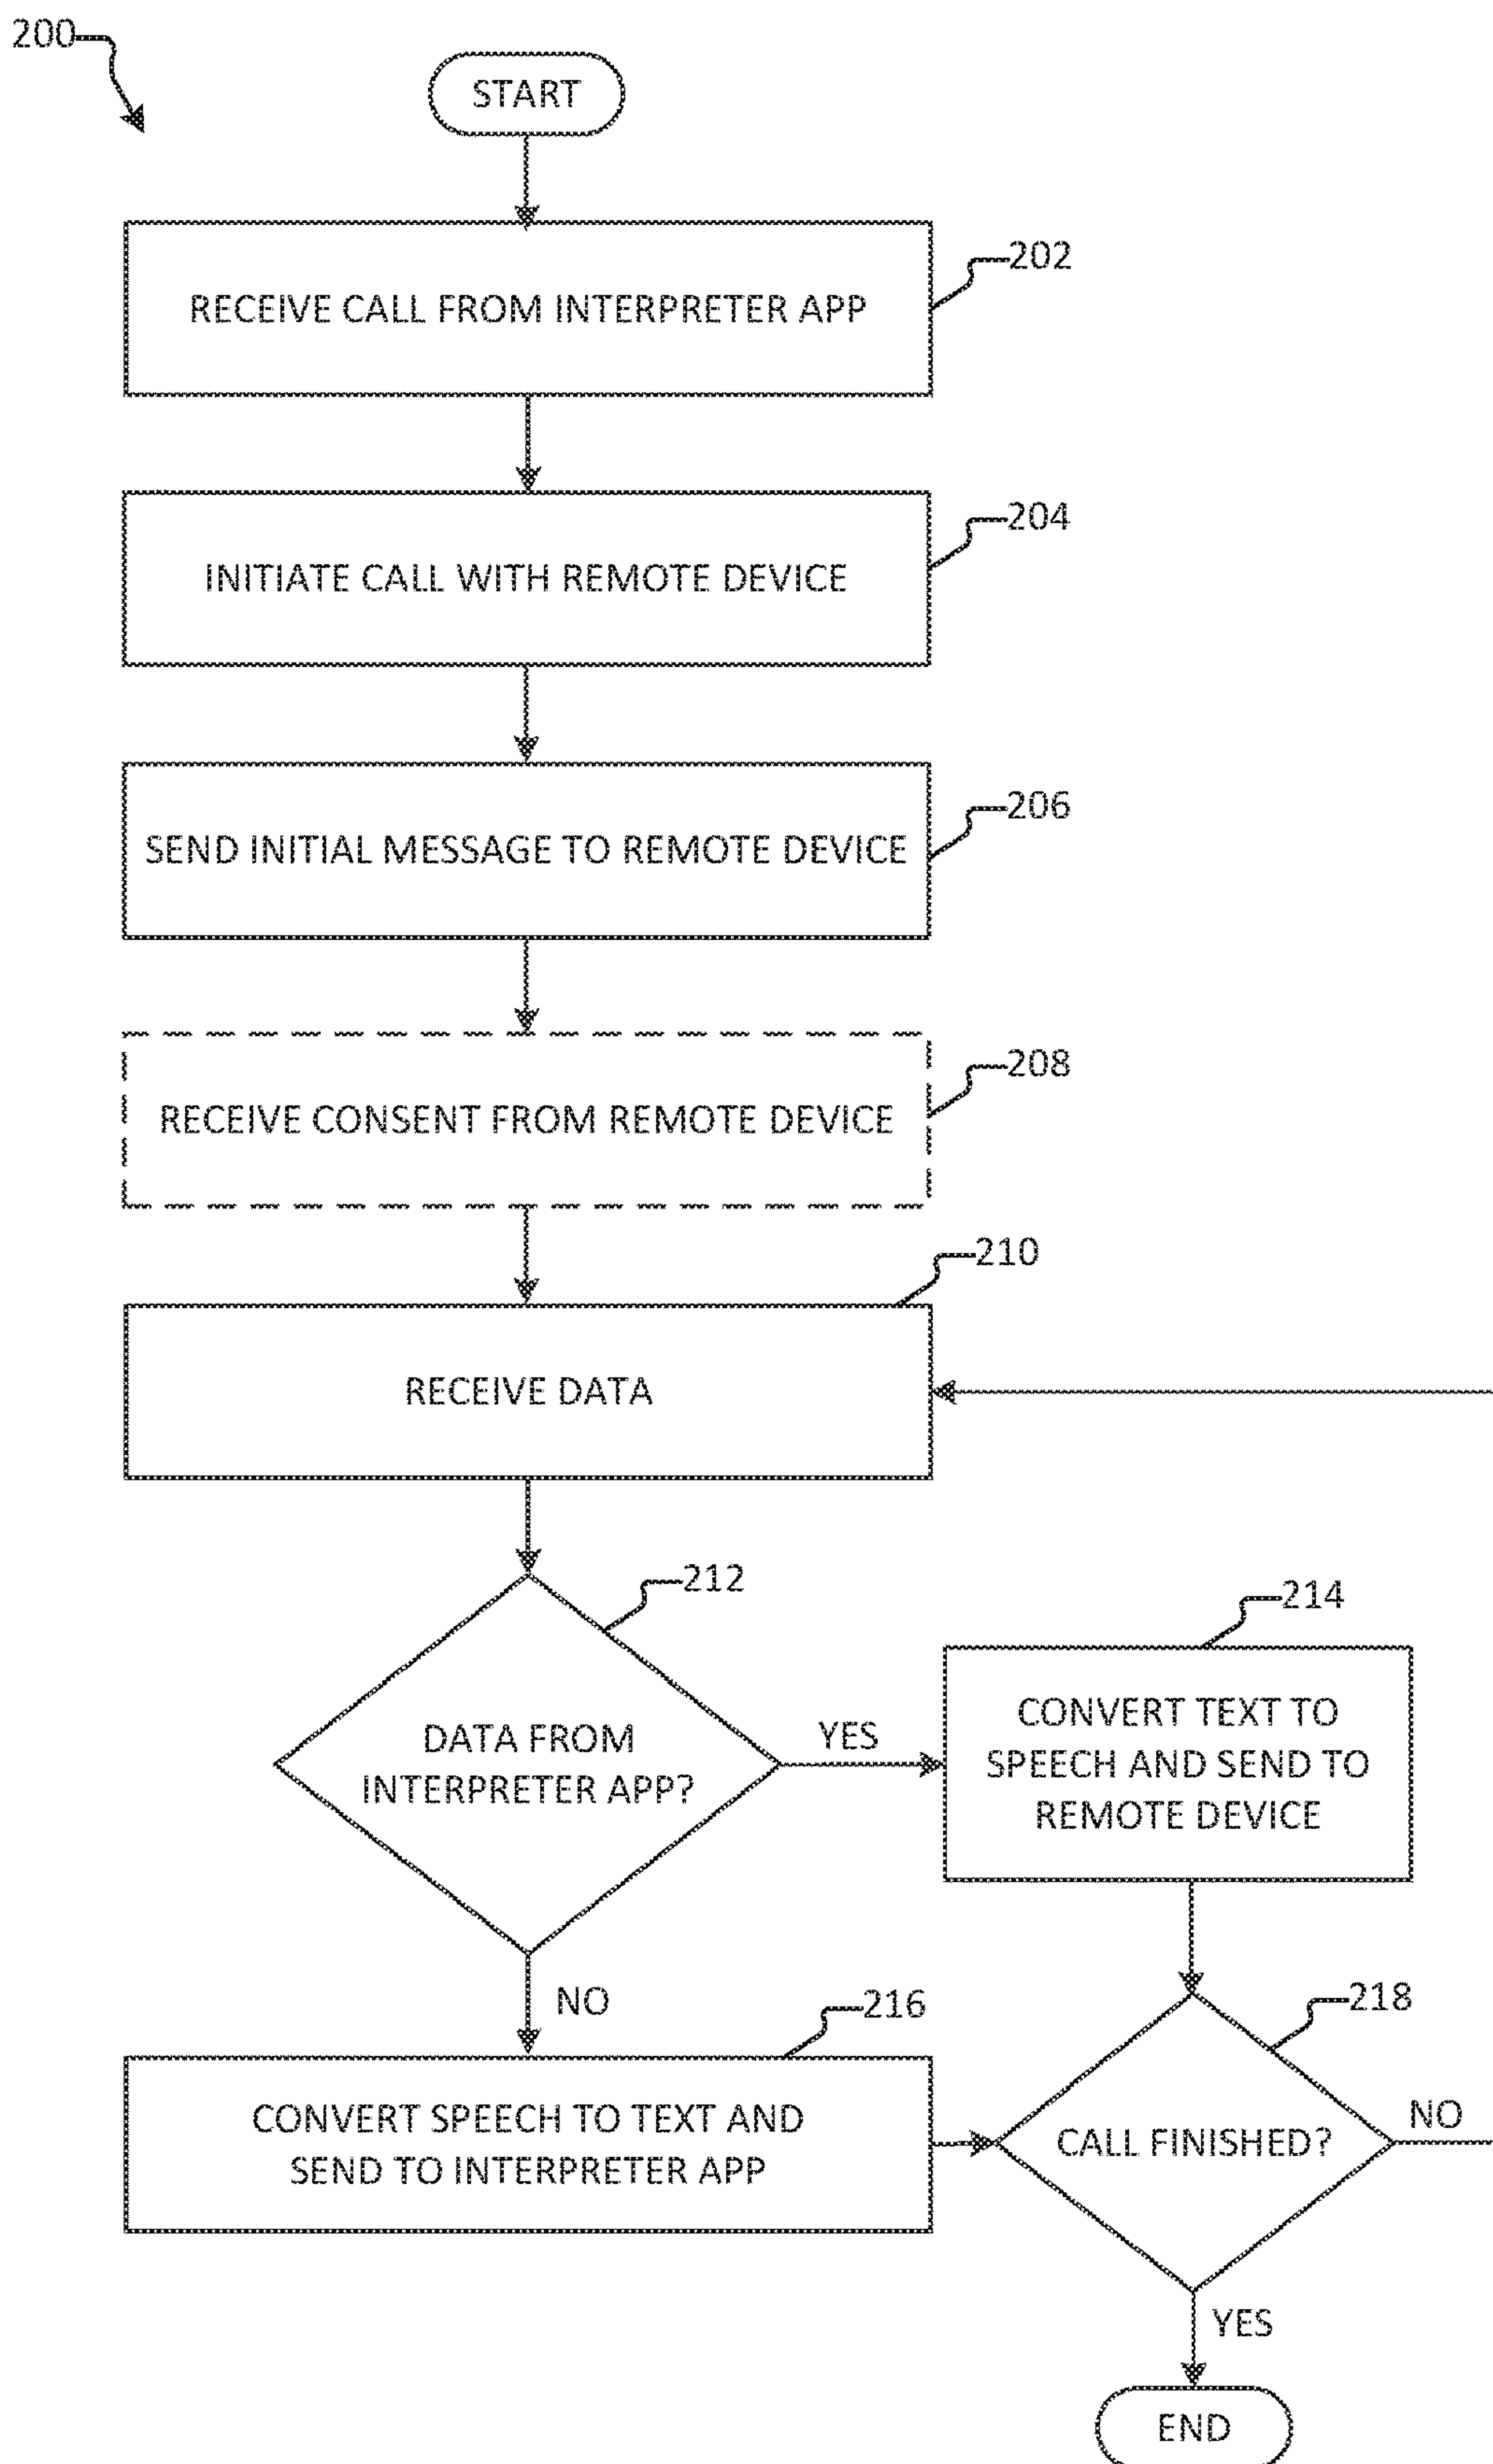 200
START
RECEIVE CALL FROM INTERPRETER APP
202
INITIATE CALL WITH REMOTE DEVICE
204
SEND INITIAL MESSAGE TO REMOTE DEVICE
206
RECEIVE CONSENT FROM REMOTE DEVICE
208
210
RECEIVE DATA
212
DATA FROM
INTERPRETER APP?
YES
214
CONVERT TEXT TO
SPEECH AND SEND TO
REMOTE DEVICE
NO
216
CONVERT SPEECH TO TEXT AND
SEND TO INTERPRETER APP
218
CALL FINISHED?
NO
YES
END